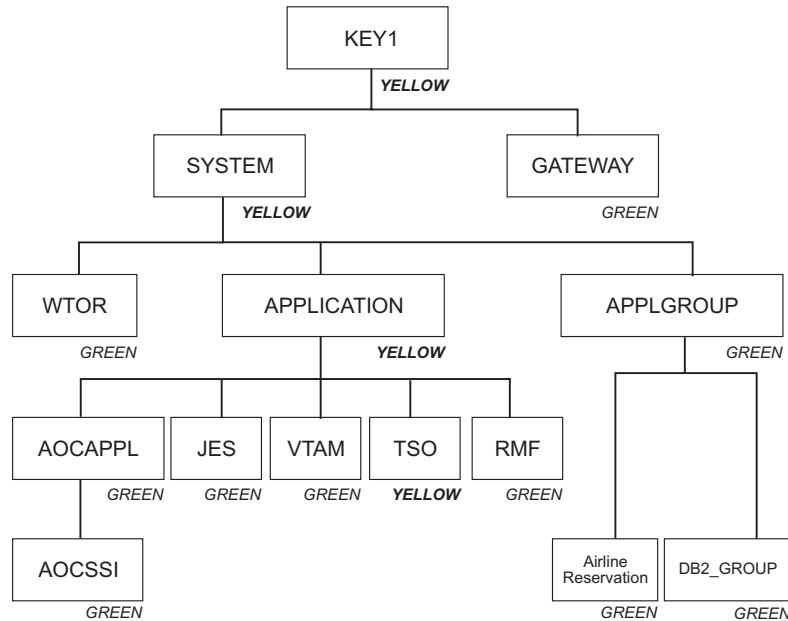 KEY1
YELLOW
SYSTEM
GATEWAY
YELLOW
GREEN
WTOR
APPLICATION
APPLGROUP
GREEN
YELLOW
GREEN
AOCAPPL
JES
VTAM
TSO
RMF
GREEN
GREEN
GREEN
YELLOW
GREEN
AOCSSI
Airline
Reservation
DB2_GROUP
GREEN
GREEN
GREEN